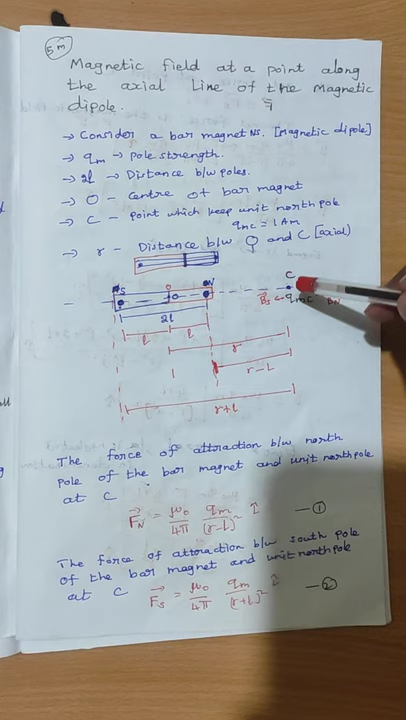 5m
Magnetic field at a point along
the axial Line of the Magnetic
dipole.
→ Consider a bar magnet NS. [Magnetic dipole]
→ qm → pole strength.
→ 2l → Distance b/w poles.
→ O – Centre of bar magnet
→ C – point which keep unit north pole
qmc = 1 Am
→ r – Distance b/w O and C [axial]
S O N C
B⃗s ← qmc BN
2l
l l r
r-L
r+l
The force of attraction b/w north
pole of the bar magnet and unit north pole
at C
F⃗N = μ0/4π qm/(r-L)² î —①
The force of attraction b/w south pole
of the bar magnet and unit north pole
at C F⃗s = μ0/4π qm/(r+L)² î —②